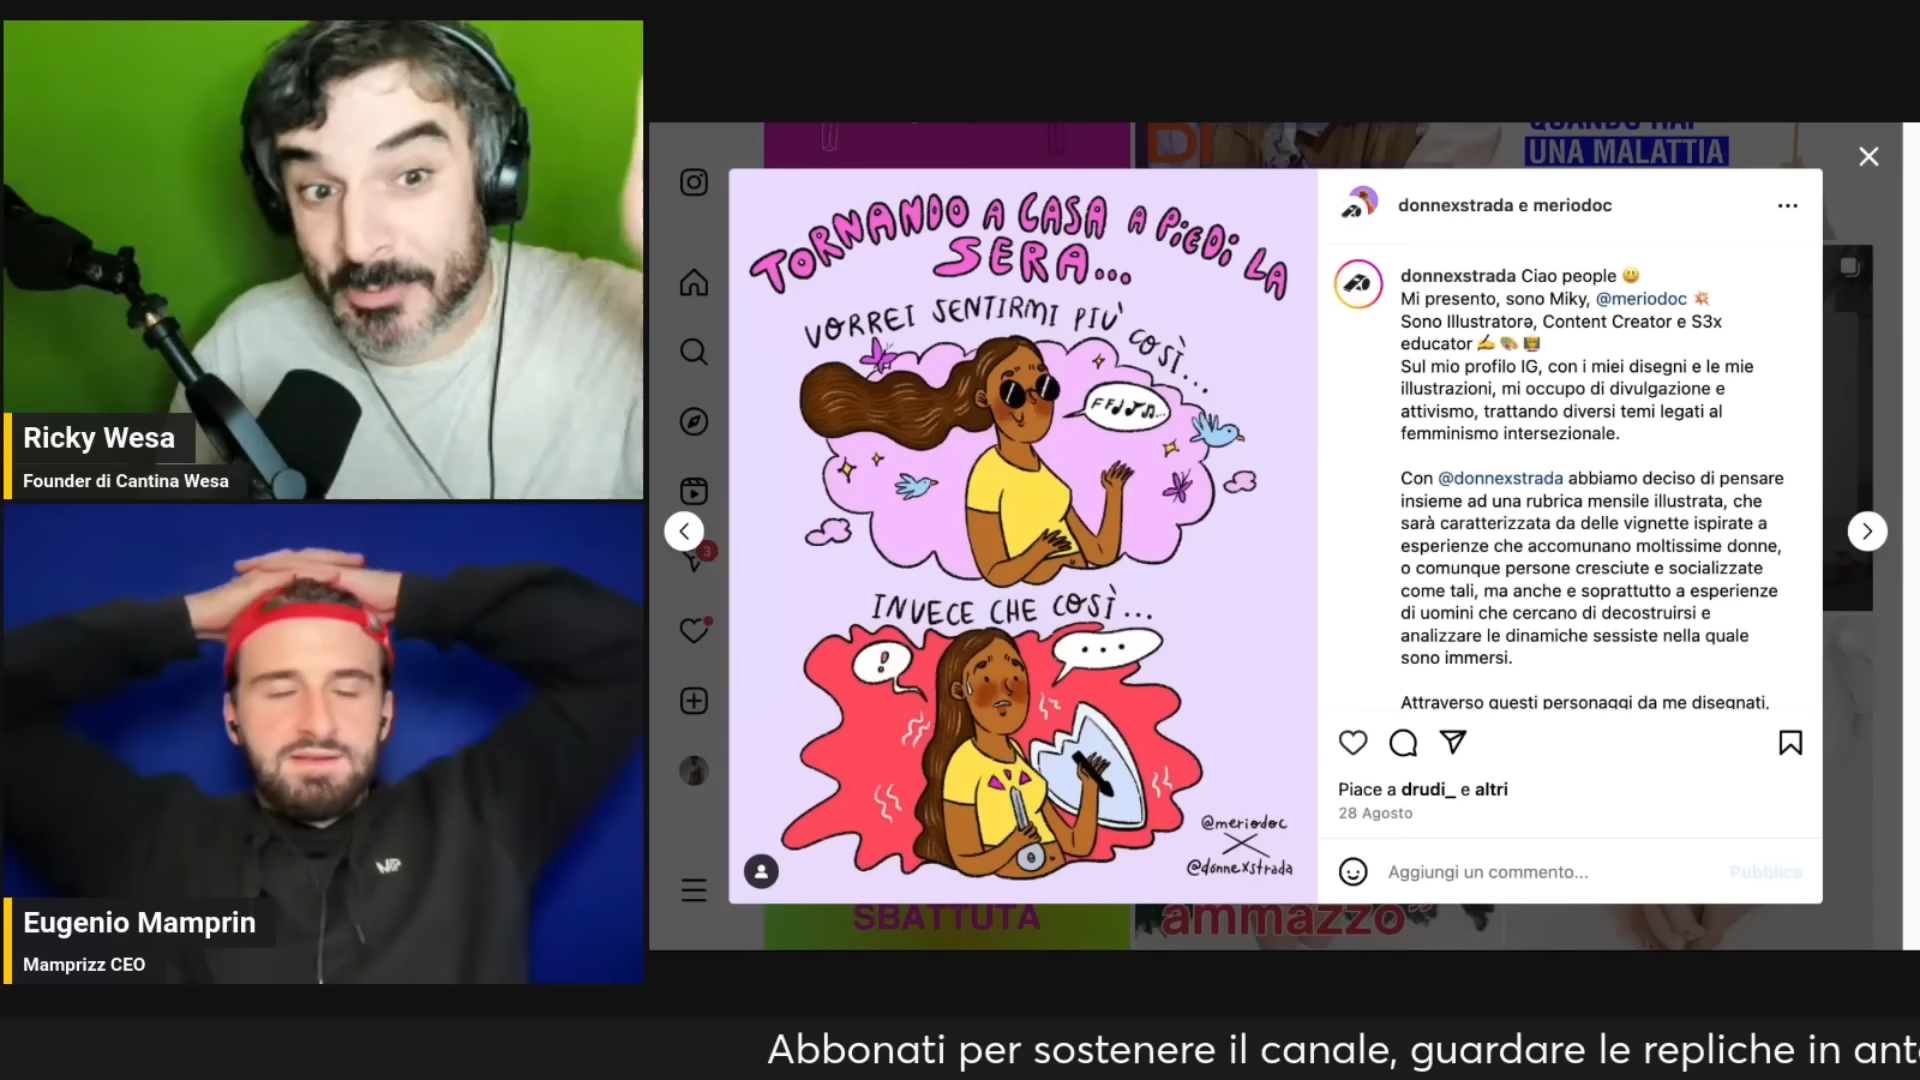 Ricky Wesa
Founder di Cantina Wesa
Eugenio Mamprin
Mamprizz CEO
MP
UNA MALATTIA
TORNANDO A CASA A PIEDI LA
SERA...
VORREI SENTIRMI PIU' COSÌ...
INVECE CHE COSÌ...
!
...
@meriodoc
X
@donnexstrada
3
SBATTUTA
ammazzo"
donnexstrada e meriodoc
donnexstrada Ciao people 😃
Mi presento, sono Miky, @meriodoc 💥
Sono Illustratorə, Content Creator e S3x
educator ✍️🎨👩‍🏫
Sul mio profilo IG, con i miei disegni e le mie
illustrazioni, mi occupo di divulgazione e
attivismo, trattando diversi temi legati al
femminismo intersezionale.
Con @donnexstrada abbiamo deciso di pensare
insieme ad una rubrica mensile illustrata, che
sarà caratterizzata da delle vignette ispirate a
esperienze che accomunano moltissime donne,
o comunque persone cresciute e socializzate
come tali, ma anche e soprattutto a esperienze
di uomini che cercano di decostruirsi e
analizzare le dinamiche sessiste nella quale
sono immersi.
Attraverso questi personaggi da me disegnati,
Piace a drudi_ e altri
28 Agosto
Aggiungi un commento...
Pubblica
Abbonati per sostenere il canale, guardare le repliche in ant